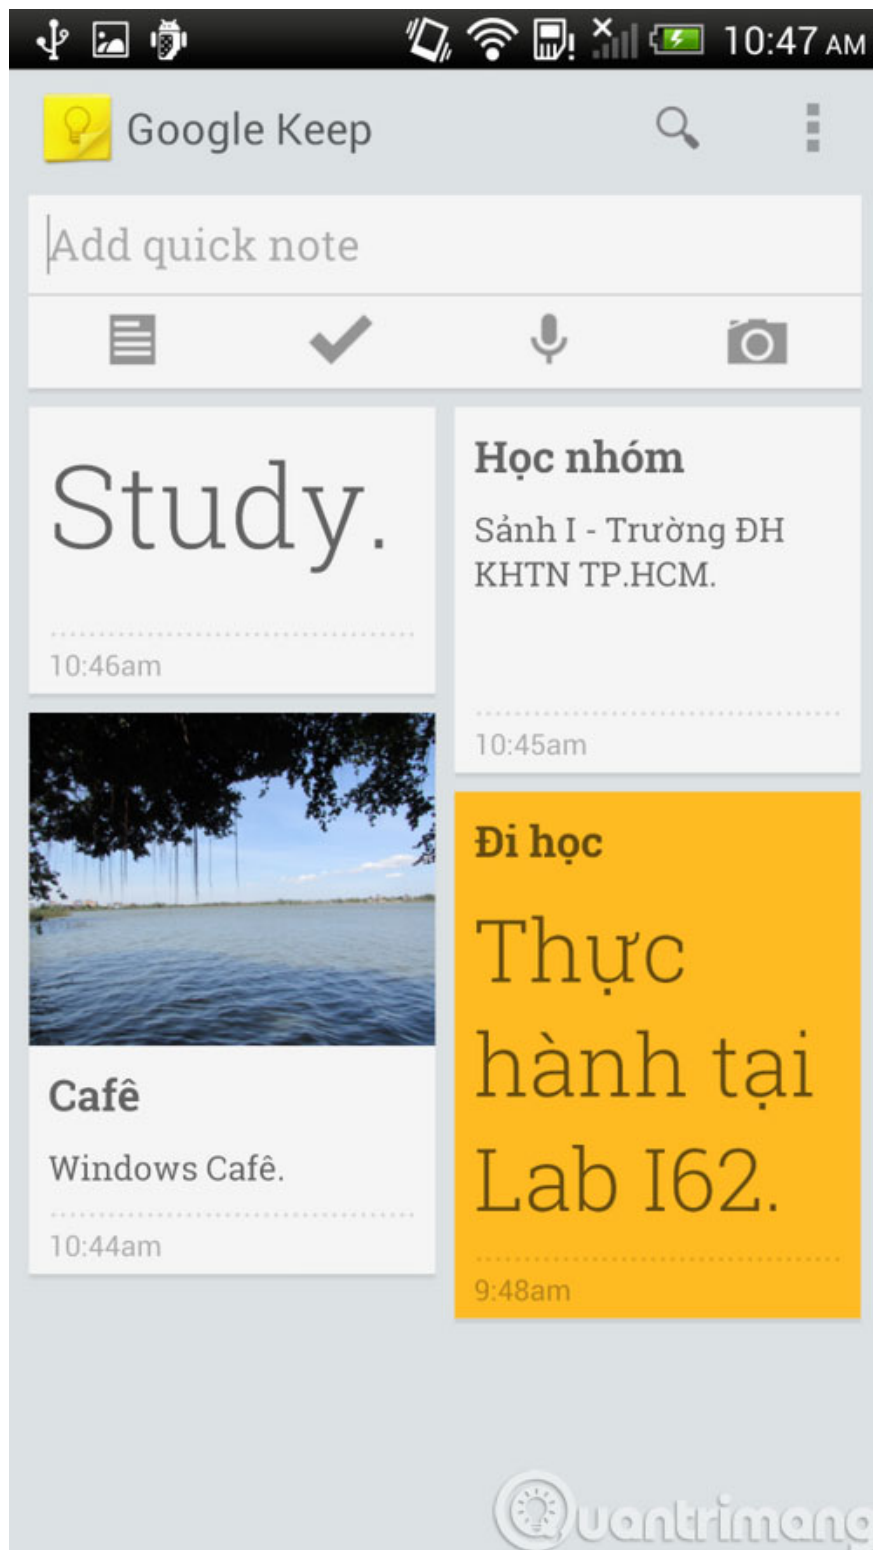 10:47 AM
Google Keep
Add quick note
Study.
10:46am
Học nhóm
Sảnh I - Trường ĐH
KHTN TP.HCM.
10:45am
Cafê
Windows Cafê.
10:44am
Đi học
Thực
hành tại
Lab I62.
9:48am
Quantrimang